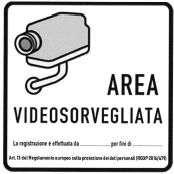 AREA
VIDEOSORVEGLIATA
La registrazione è effettuata da .................... per fini di ....................
Art. 13 del Regolamento europeo sulla protezione dei dati personali (RGDP 2016/679)